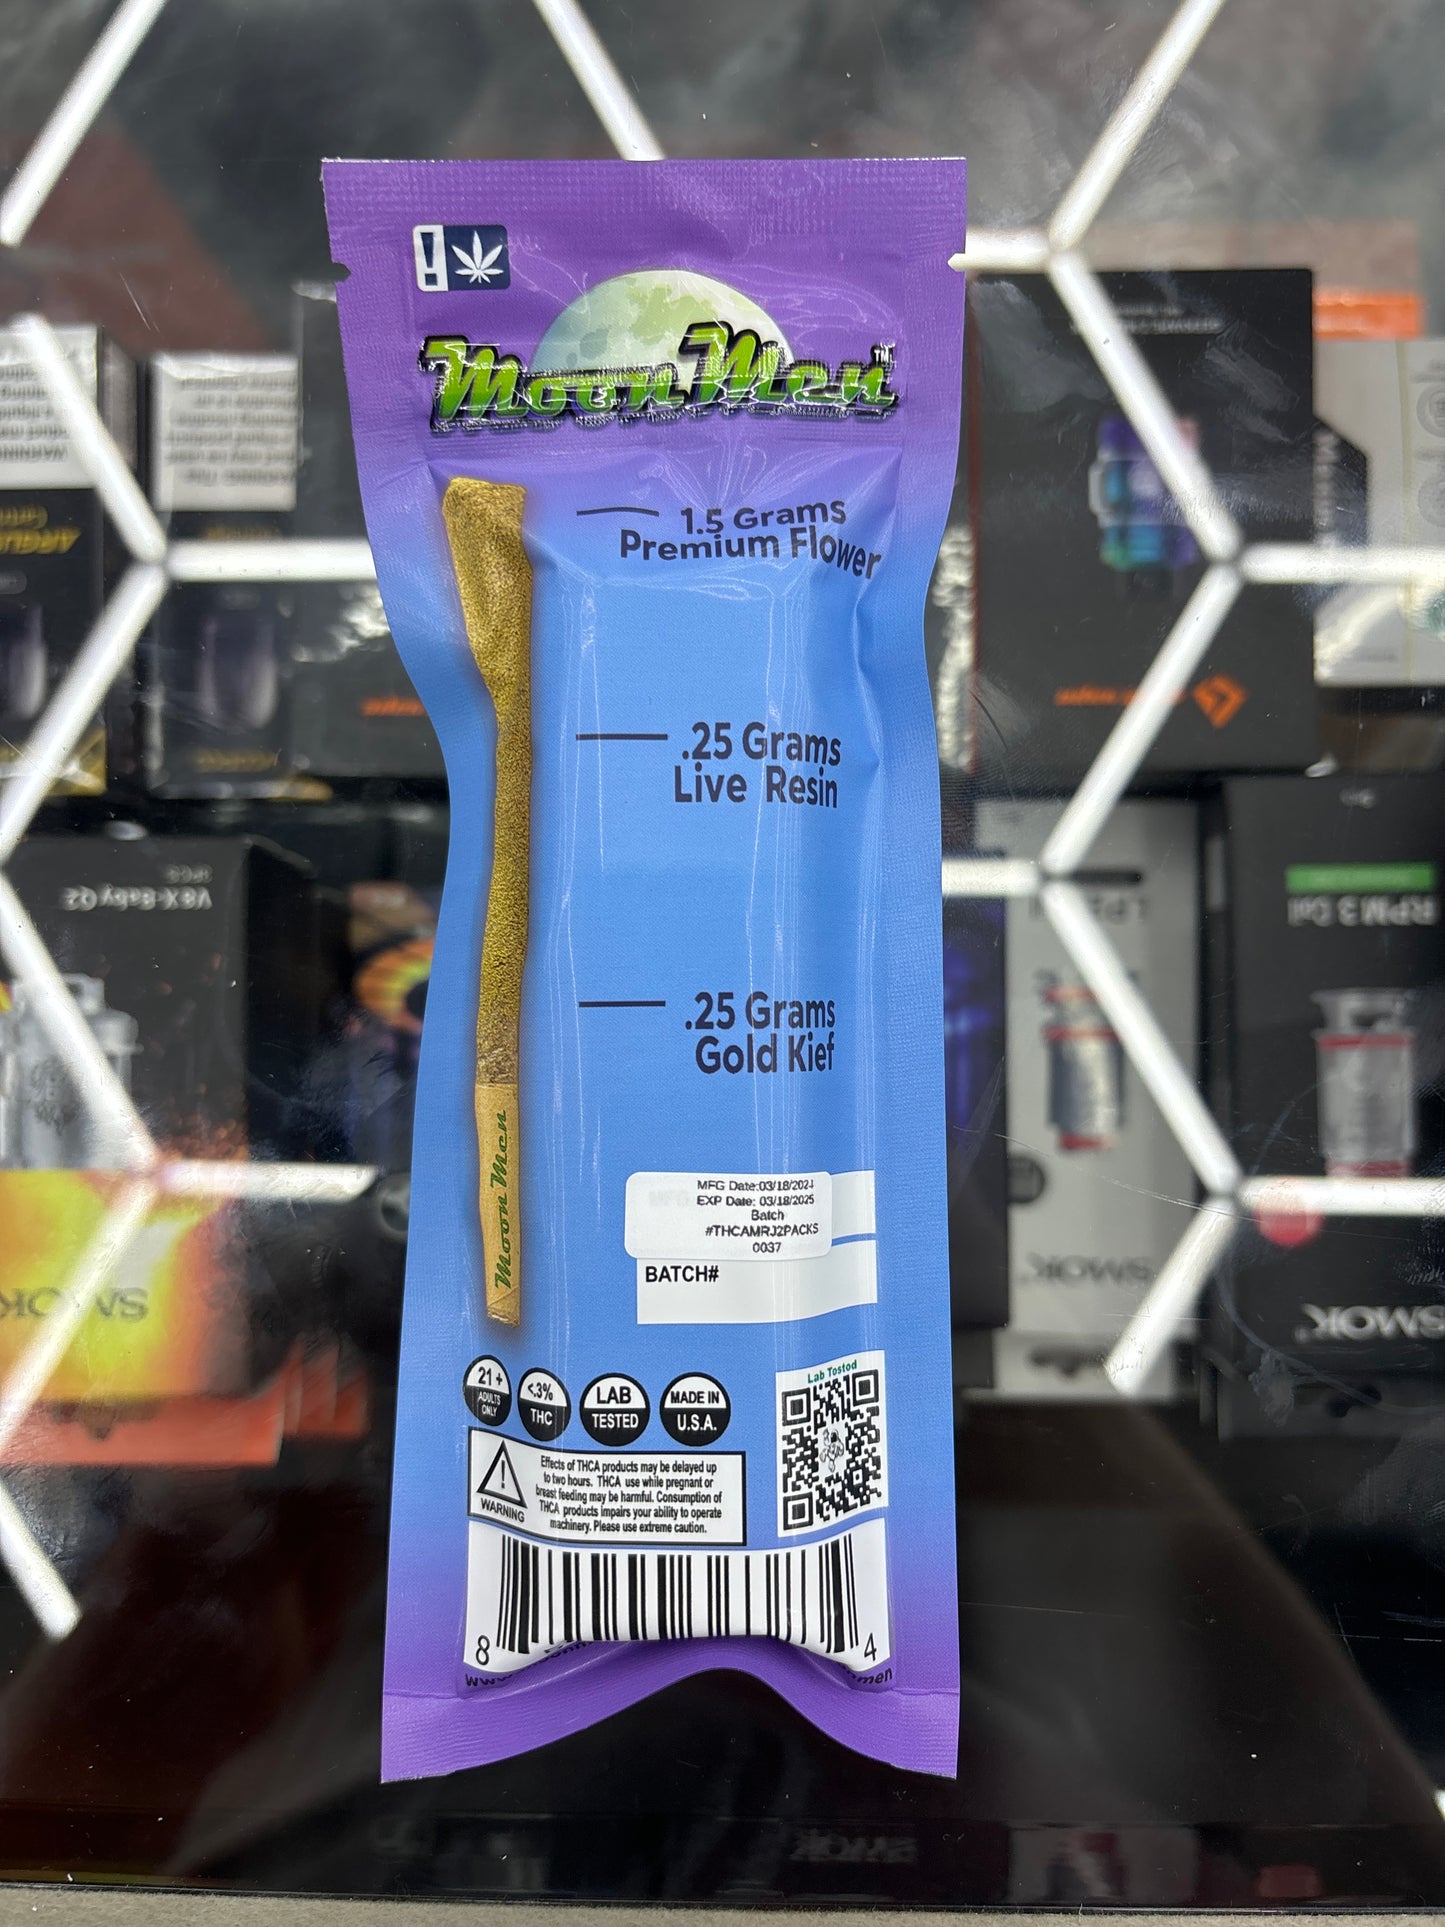 MoonMen™
1.5 Grams
Premium Flower
.25 Grams
Live Resin
.25 Grams
Gold Kief
Moon Men
MFG Date:03/18/2024
EXP Date: 03/18/2025
Batch
#THCAMRJ2PACKS
0037
BATCH#
21+
ADULTS
ONLY
<.3%
THC
LAB
TESTED
MADE IN
U.S.A.
Lab Tested
WARNING
Effects of THCA products may be delayed up
to two hours. THCA use while pregnant or
breast feeding may be harmful. Consumption of
THCA products impairs your ability to operate
machinery. Please use extreme caution.
8
4
V8X-Baby Q2
RPM 3 Coil
SMOK
SMOK
SMOK